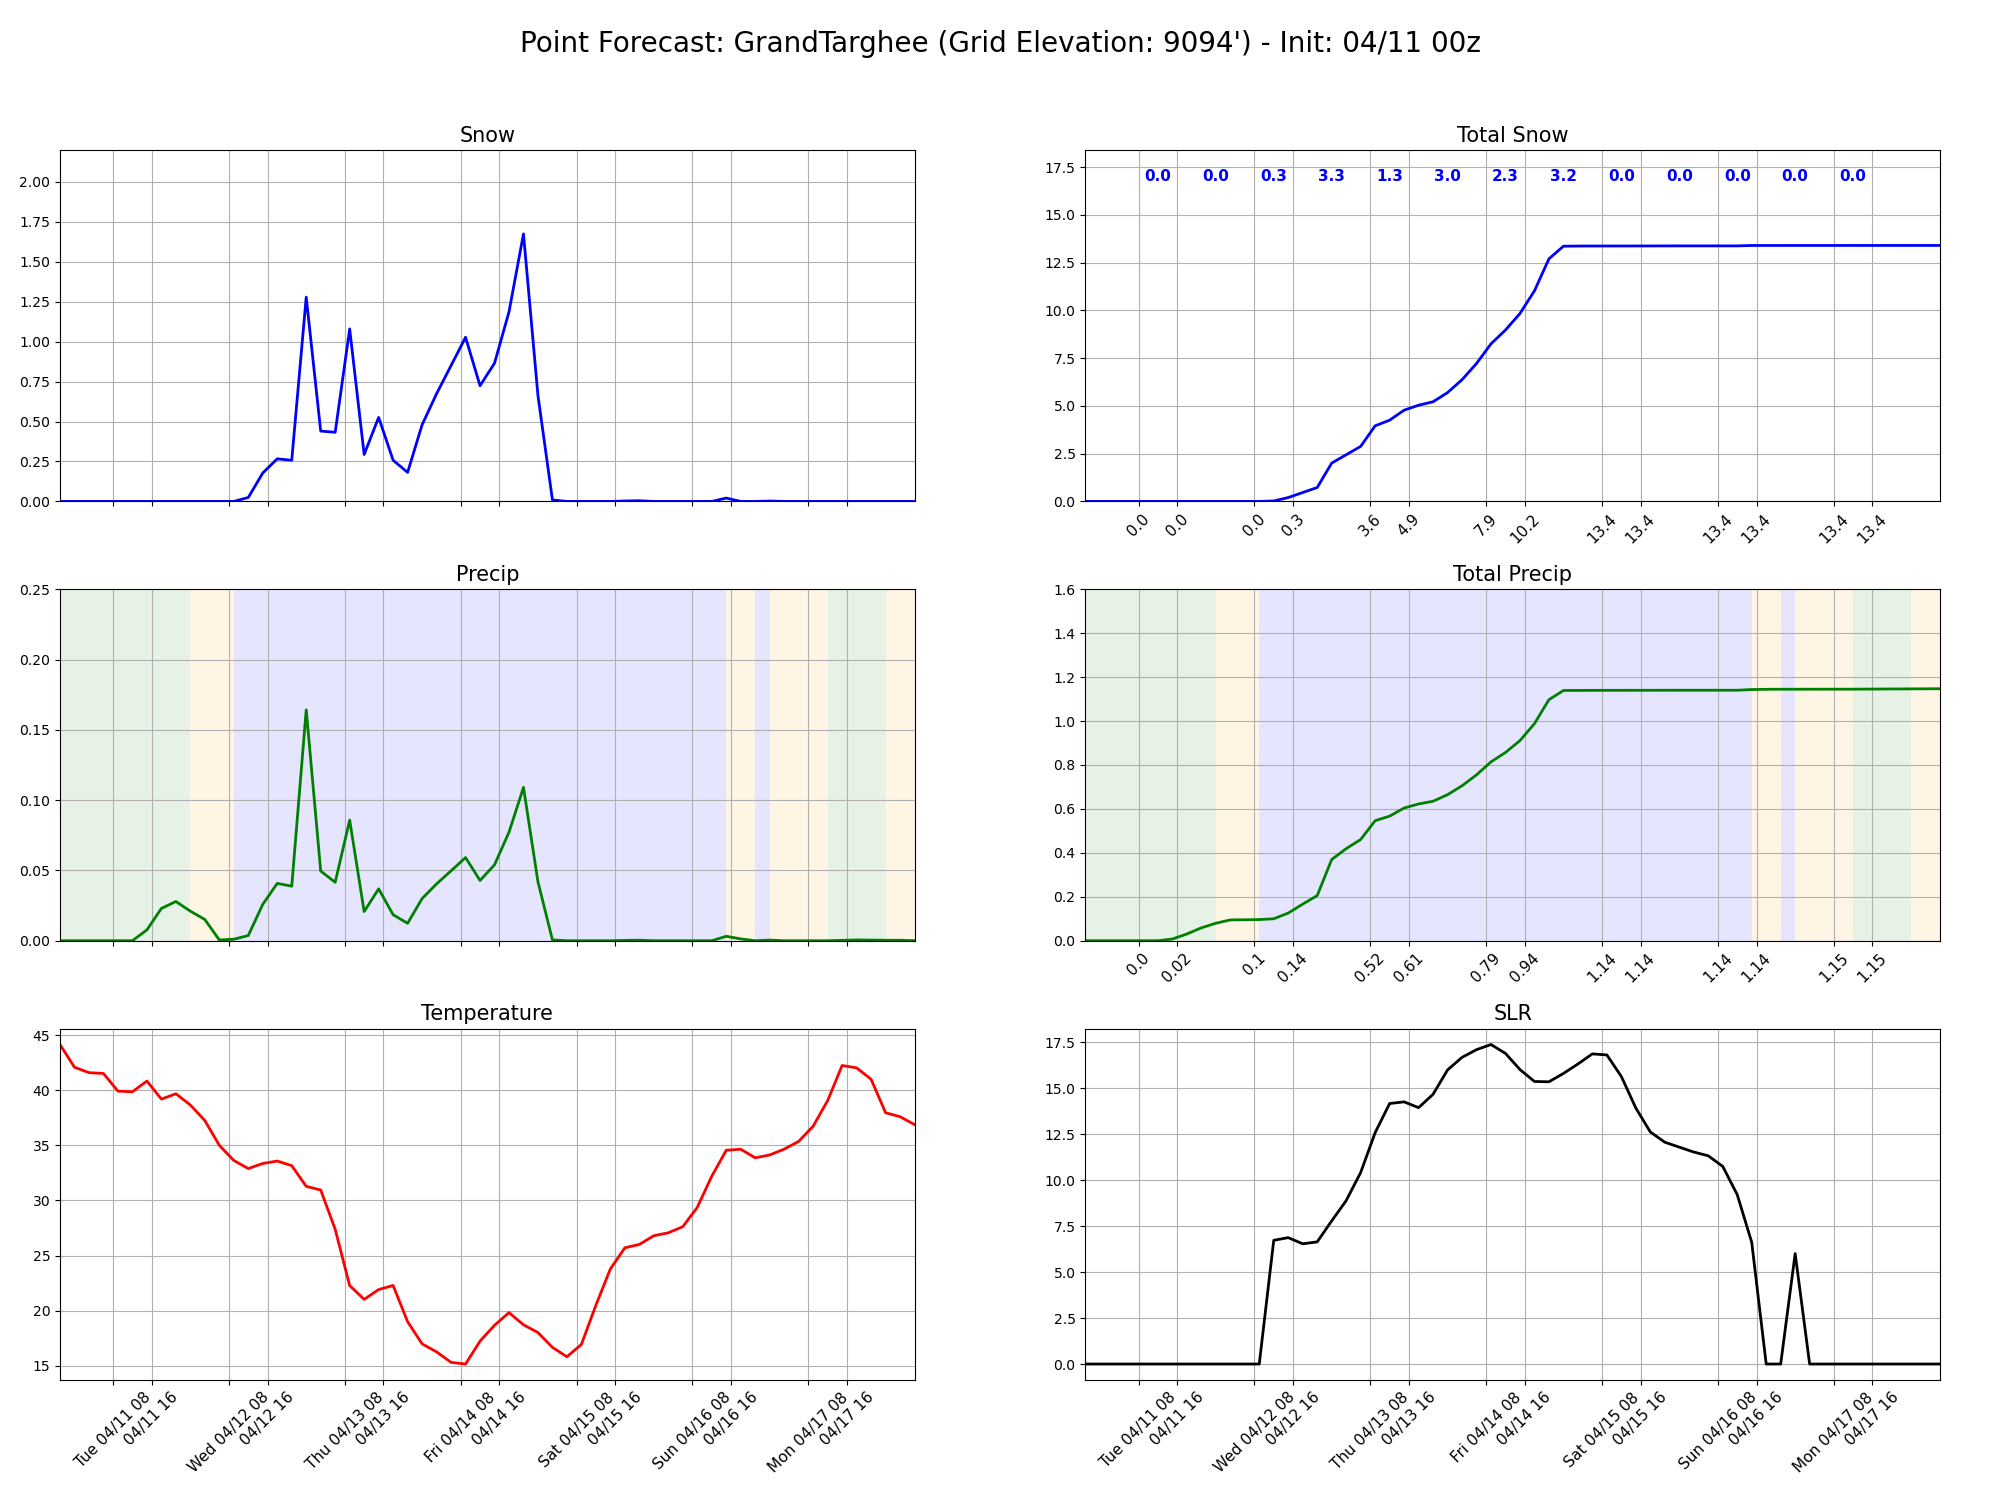 Point Forecast: GrandTarghee (Grid Elevation: 9094') - Init: 04/11 00z
Snow
2.00
1.75
1.50
1.25
1.00
0.75
0.50
0.25
0.00
Total Snow
17.5
15.0
12.5
10.0
7.5
5.0
2.5
0.0
0.0 0.0 0.3 3.3 1.3 3.0 2.3 3.2 0.0 0.0 0.0 0.0 0.0
0.0 0.0 0.0 0.3 3.6 4.9 7.9 10.2 13.4 13.4 13.4 13.4 13.4 13.4
Precip
0.25
0.20
0.15
0.10
0.05
0.00
Total Precip
1.6
1.4
1.2
1.0
0.8
0.6
0.4
0.2
0.0
0.0 0.02 0.1 0.14 0.52 0.61 0.79 0.94 1.14 1.14 1.14 1.14 1.15 1.15
Temperature
45
40
35
30
25
20
15
Tue 04/11 08
04/11 16
Wed 04/12 08
04/12 16
Thu 04/13 08
04/13 16
Fri 04/14 08
04/14 16
Sat 04/15 08
04/15 16
Sun 04/16 08
04/16 16
Mon 04/17 08
04/17 16
SLR
17.5
15.0
12.5
10.0
7.5
5.0
2.5
0.0
Tue 04/11 08
04/11 16
Wed 04/12 08
04/12 16
Thu 04/13 08
04/13 16
Fri 04/14 08
04/14 16
Sat 04/15 08
04/15 16
Sun 04/16 08
04/16 16
Mon 04/17 08
04/17 16